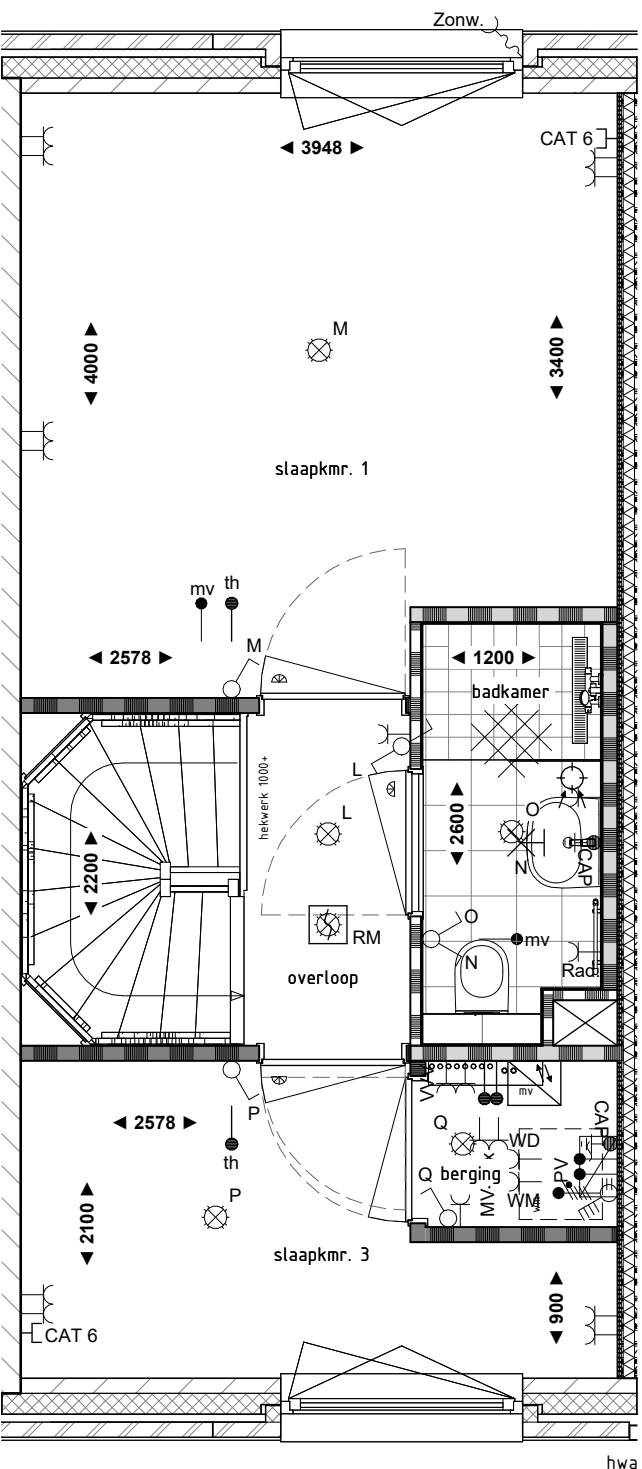 Zonw.
◄ 3948 ►
CAT 6
M
◄ 4000 ►
◄ 3400 ►
slaapkmr. 1
mv
th
M
◄ 2578 ►
◄ 1200 ►
badkamer
L
hekwerk 1000+
L
O
◄ 2600 ►
N
CAP
◄ 2200 ►
O
RM
N
mv
Rad
overloop
VV
mv
P
◄ 2578 ►
Q
WD
CAP
th
berging
PV
Q
MV.
WM
P
◄ 2100 ►
slaapkmr. 3
◄ 900 ►
CAT 6
hwa